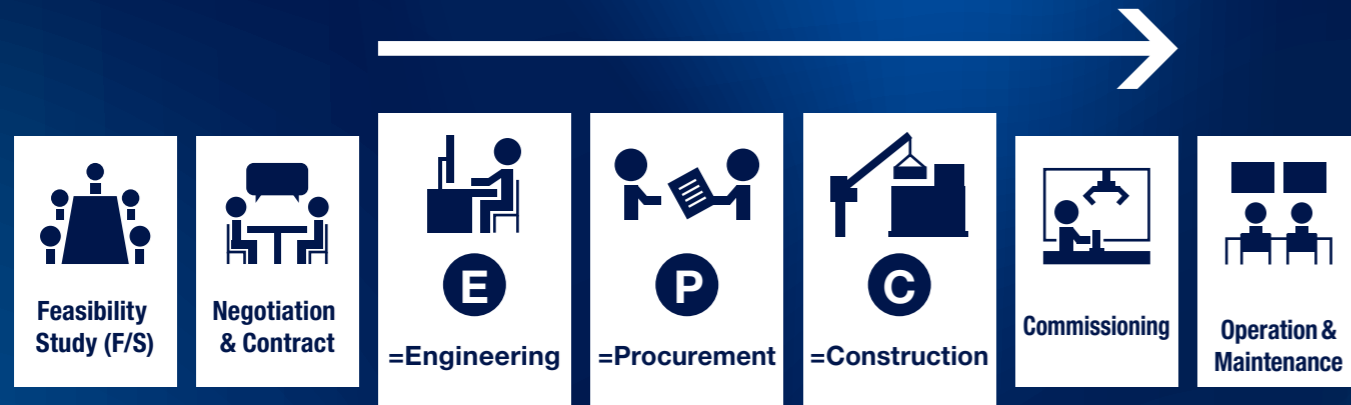 Feasibility
Study (F/S)
Negotiation
& Contract
E
=Engineering
P
=Procurement
C
=Construction
Commissioning
Operation &
Maintenance